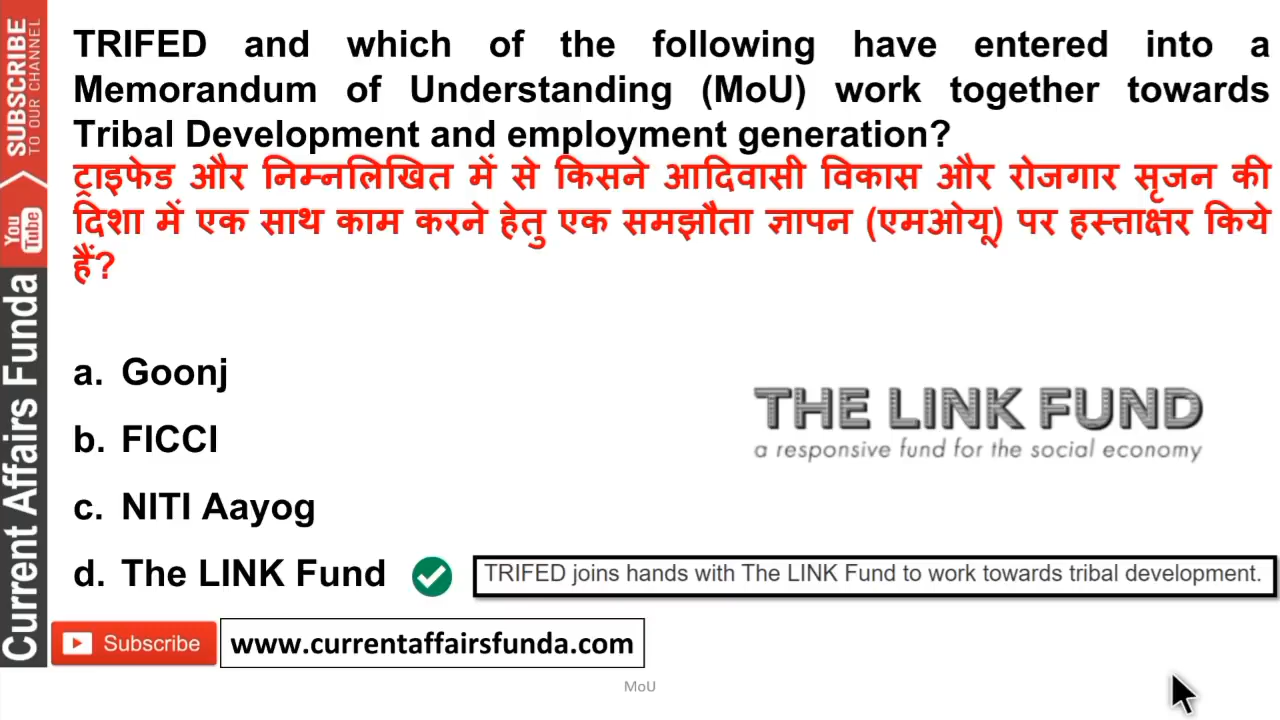 TRIFED and which of the following have entered into a
Memorandum of Understanding (MoU) work together towards
Tribal Development and employment generation?
ट्राइफेड और निम्नलिखित में से किसने आदिवासी विकास और रोजगार सृजन की
दिशा में एक साथ काम करने हेतु एक समझौता ज्ञापन (एमओयू) पर हस्त्ताक्षर किये
हैं?
a. Goonj
b. FICCI
c. NITI Aayog
d. The LINK Fund
TRIFED joins hands with The LINK Fund to work towards tribal development.
THE LINK FUND
a responsive fund for the social economy
Subscribe
www.currentaffairsfunda.com
MoU
SUBSCRIBE
TO OUR CHANNEL
You
Tube
Current Affairs Funda